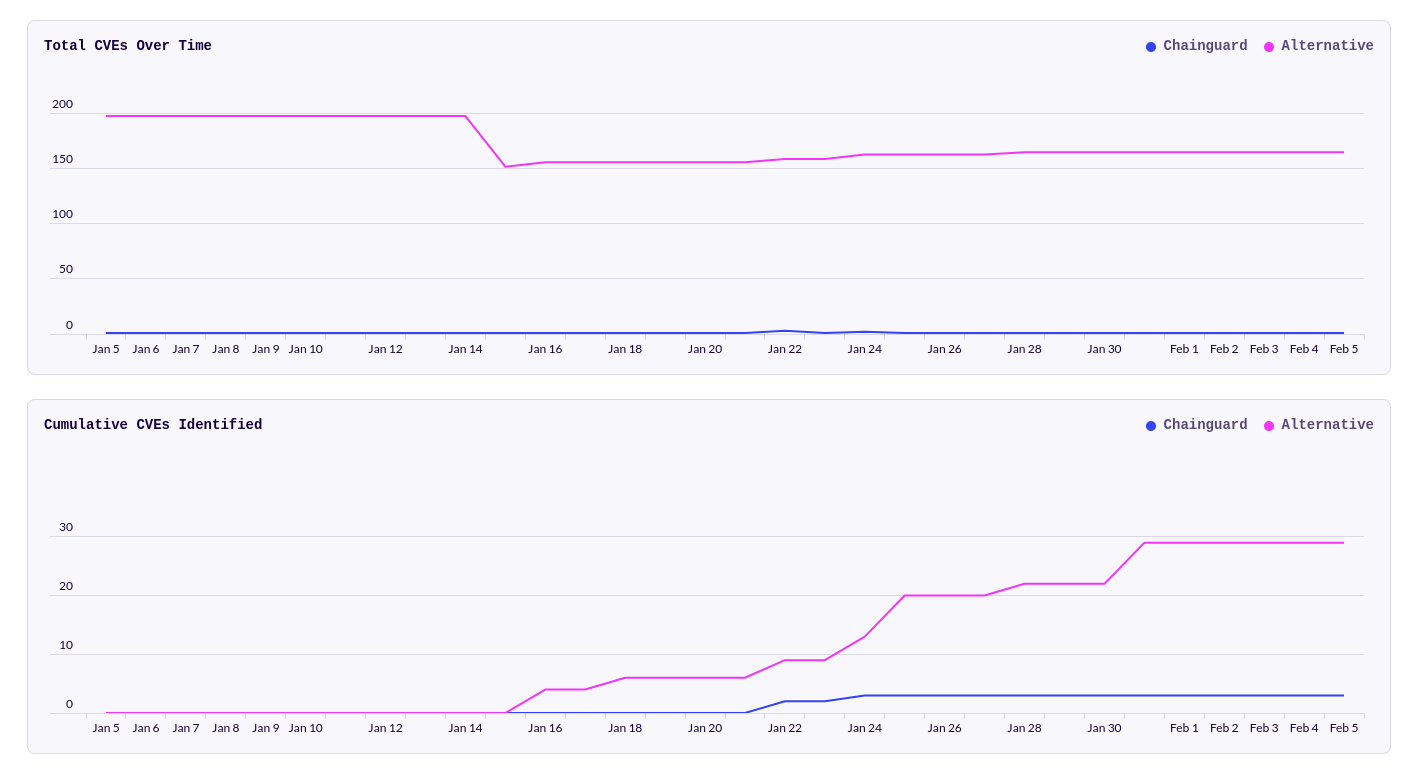 Total CVEs Over Time
Chainguard Alternative
200
150
100
50
0
Jan 5 Jan 6 Jan 7 Jan 8 Jan 9 Jan 10 Jan 12 Jan 14 Jan 16 Jan 18 Jan 20 Jan 22 Jan 24 Jan 26 Jan 28 Jan 30 Feb 1 Feb 2 Feb 3 Feb 4 Feb 5
Cumulative CVEs Identified
Chainguard Alternative
30
20
10
0
Jan 5 Jan 6 Jan 7 Jan 8 Jan 9 Jan 10 Jan 12 Jan 14 Jan 16 Jan 18 Jan 20 Jan 22 Jan 24 Jan 26 Jan 28 Jan 30 Feb 1 Feb 2 Feb 3 Feb 4 Feb 5